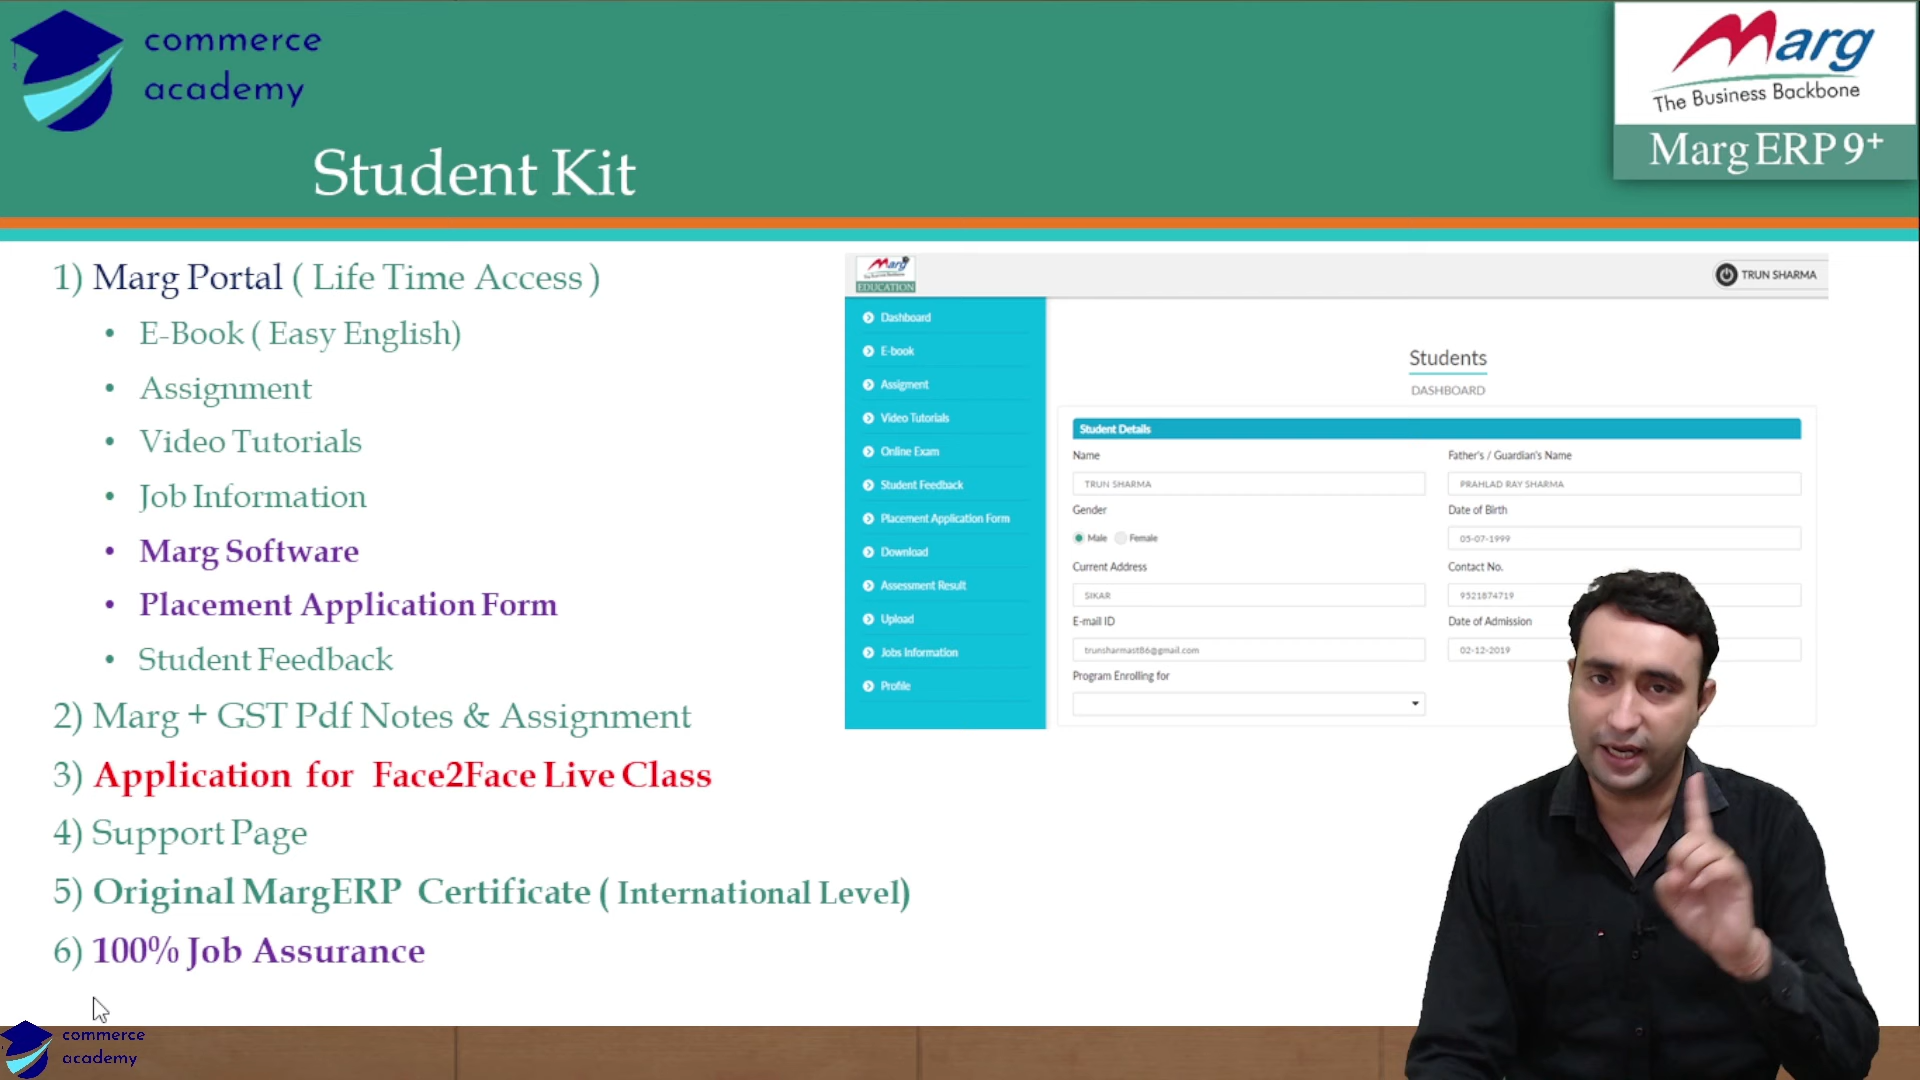 commerce
academy
Marg
The Business Backbone
Marg ERP 9+
Student Kit
1) Marg Portal ( Life Time Access )
• E-Book ( Easy English)
• Assignment
• Video Tutorials
• Job Information
• Marg Software
• Placement Application Form
• Student Feedback
2) Marg + GST Pdf Notes & Assignment
3) Application for Face2Face Live Class
4) Support Page
5) Original MargERP Certificate ( International Level)
6) 100% Job Assurance
Marg
EDUCATION
TRUN SHARMA
Dashboard
E-book
Assigment
Video Tutorials
Online Exam
Student Feedback
Placement Application Form
Download
Assessment Result
Upload
Jobs Information
Profile
Students
DASHBOARD
Student Details
Name
Father's / Guardian's Name
TRUN SHARMA
PRAHLAD RAY SHARMA
Gender
Date of Birth
Male Female
05-07-1999
Current Address
Contact No.
SIKAR
9521874719
E-mail ID
Date of Admission
trunsharmast86@gmail.com
02-12-2019
Program Enrolling for
commerce
academy